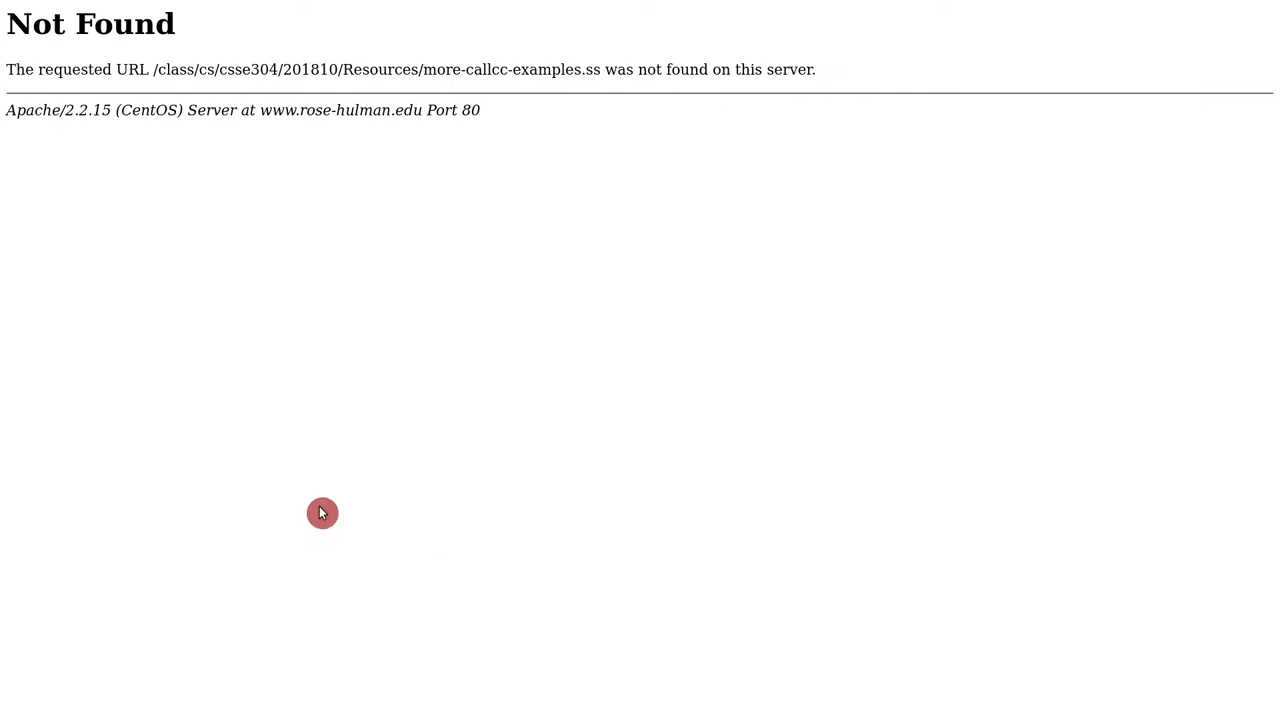 Not Found
The requested URL /class/cs/csse304/201810/Resources/more-callcc-examples.ss was not found on this server.
Apache/2.2.15 (CentOS) Server at www.rose-hulman.edu Port 80